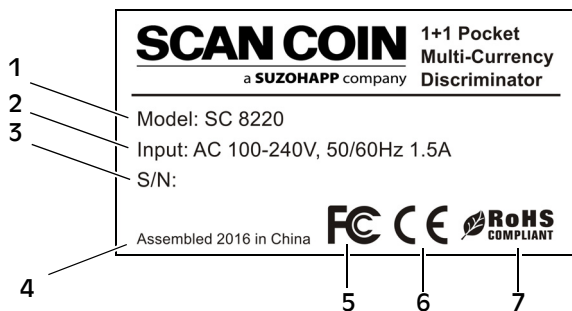 SCAN COIN
a SUZOHAPP company
1+1 Pocket
Multi-Currency
Discriminator
1
Model: SC 8220
2
Input: AC 100-240V, 50/60Hz 1.5A
3
S/N:
4
Assembled 2016 in China
FC CE RoHS
COMPLIANT
5 6 7